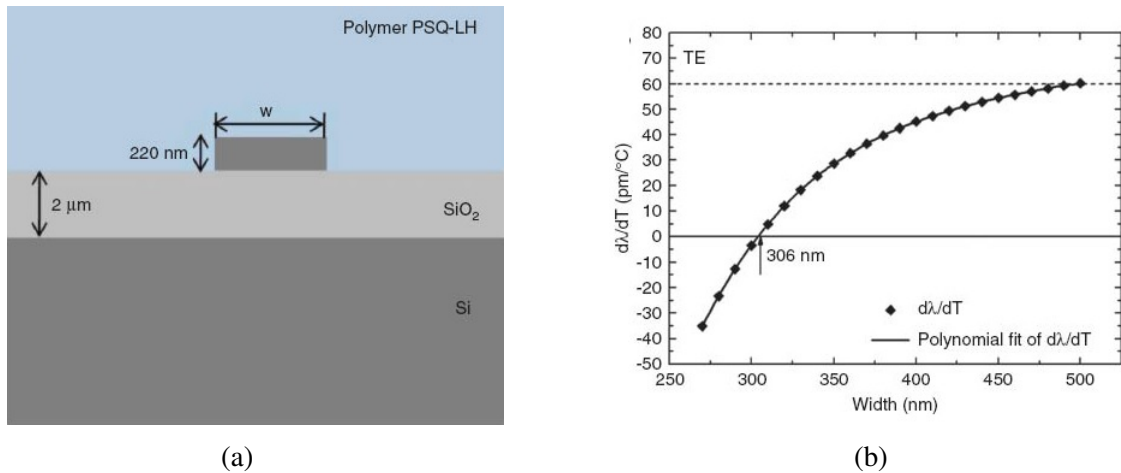 Polymer PSQ-LH
w
220 nm
2 μm
SiO₂
Si
(a)
TE
80
70
60
50
40
30
20
10
0
-10
-20
-30
-40
-50
dλ/dT (pm/°C)
306 nm
dλ/dT
Polynomial fit of dλ/dT
250 300 350 400 450 500
Width (nm)
(b)